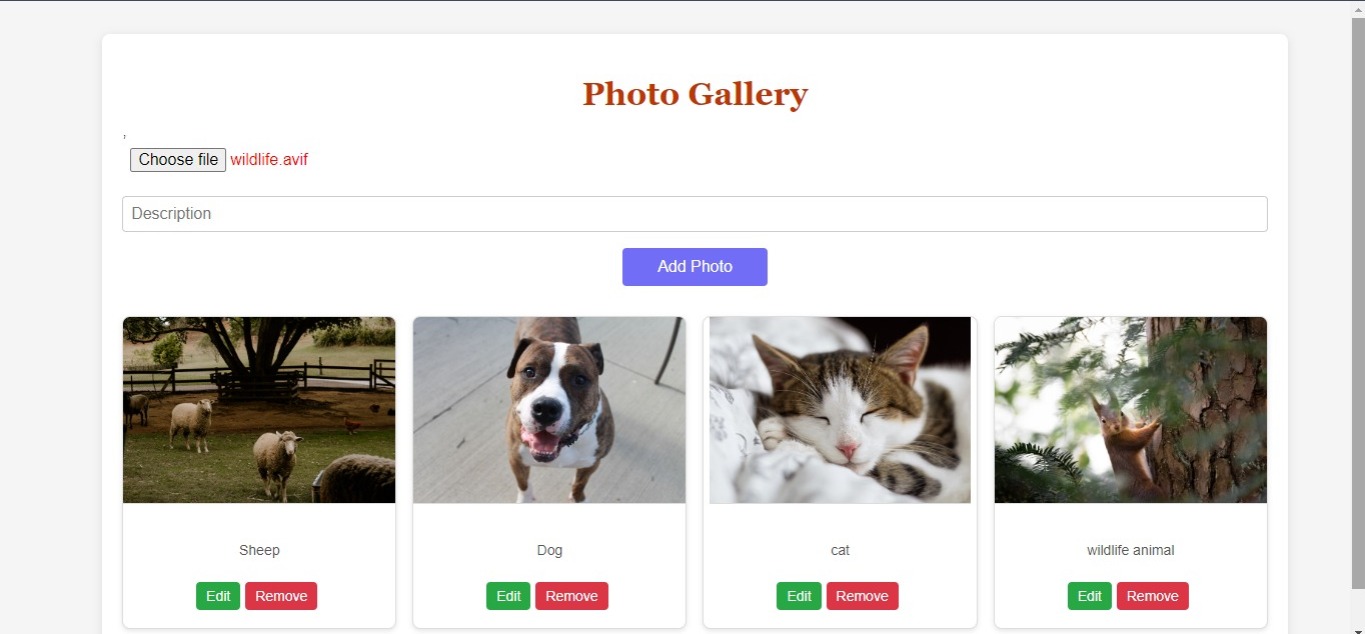 Photo Gallery
,
Choose file wildlife.avif
Description
Add Photo
Sheep Dog cat wildlife animal
Edit Remove Edit Remove Edit Remove Edit Remove